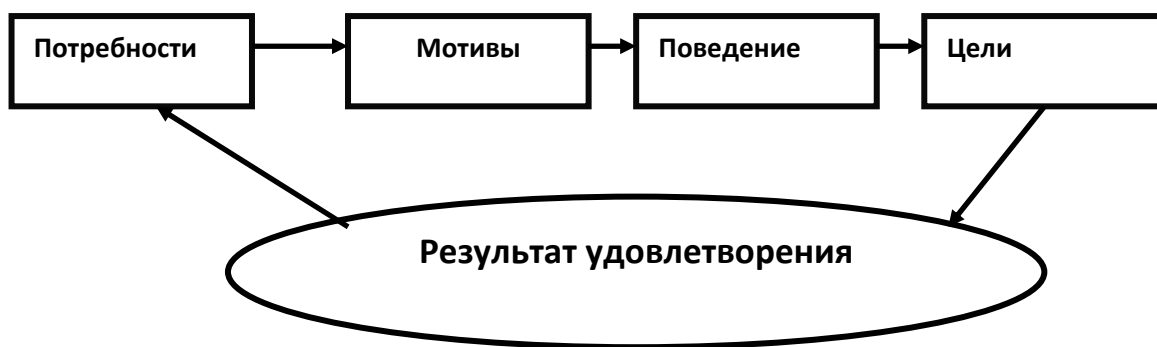 Потребности
Мотивы
Поведение
Цели
Результат удовлетворения